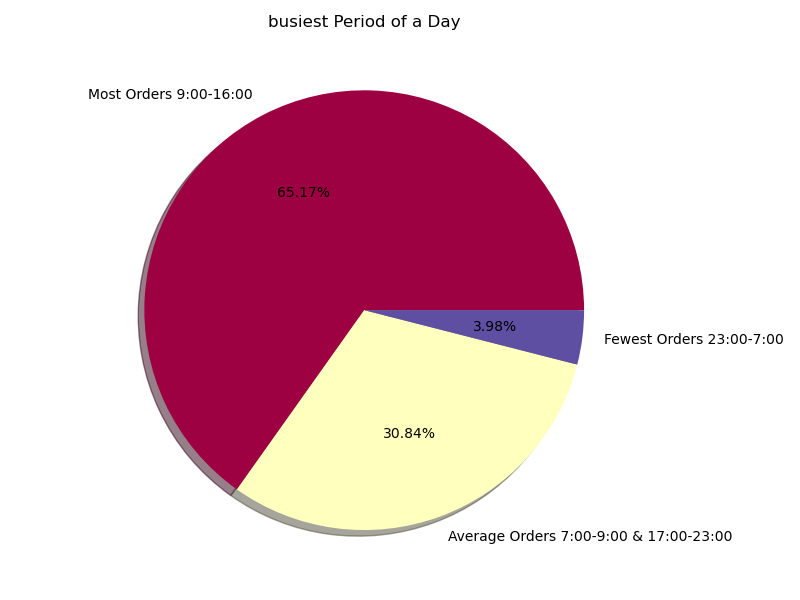 busiest Period of a Day
Most Orders 9:00-16:00
65.17%
3.98%
Fewest Orders 23:00-7:00
30.84%
Average Orders 7:00-9:00 & 17:00-23:00